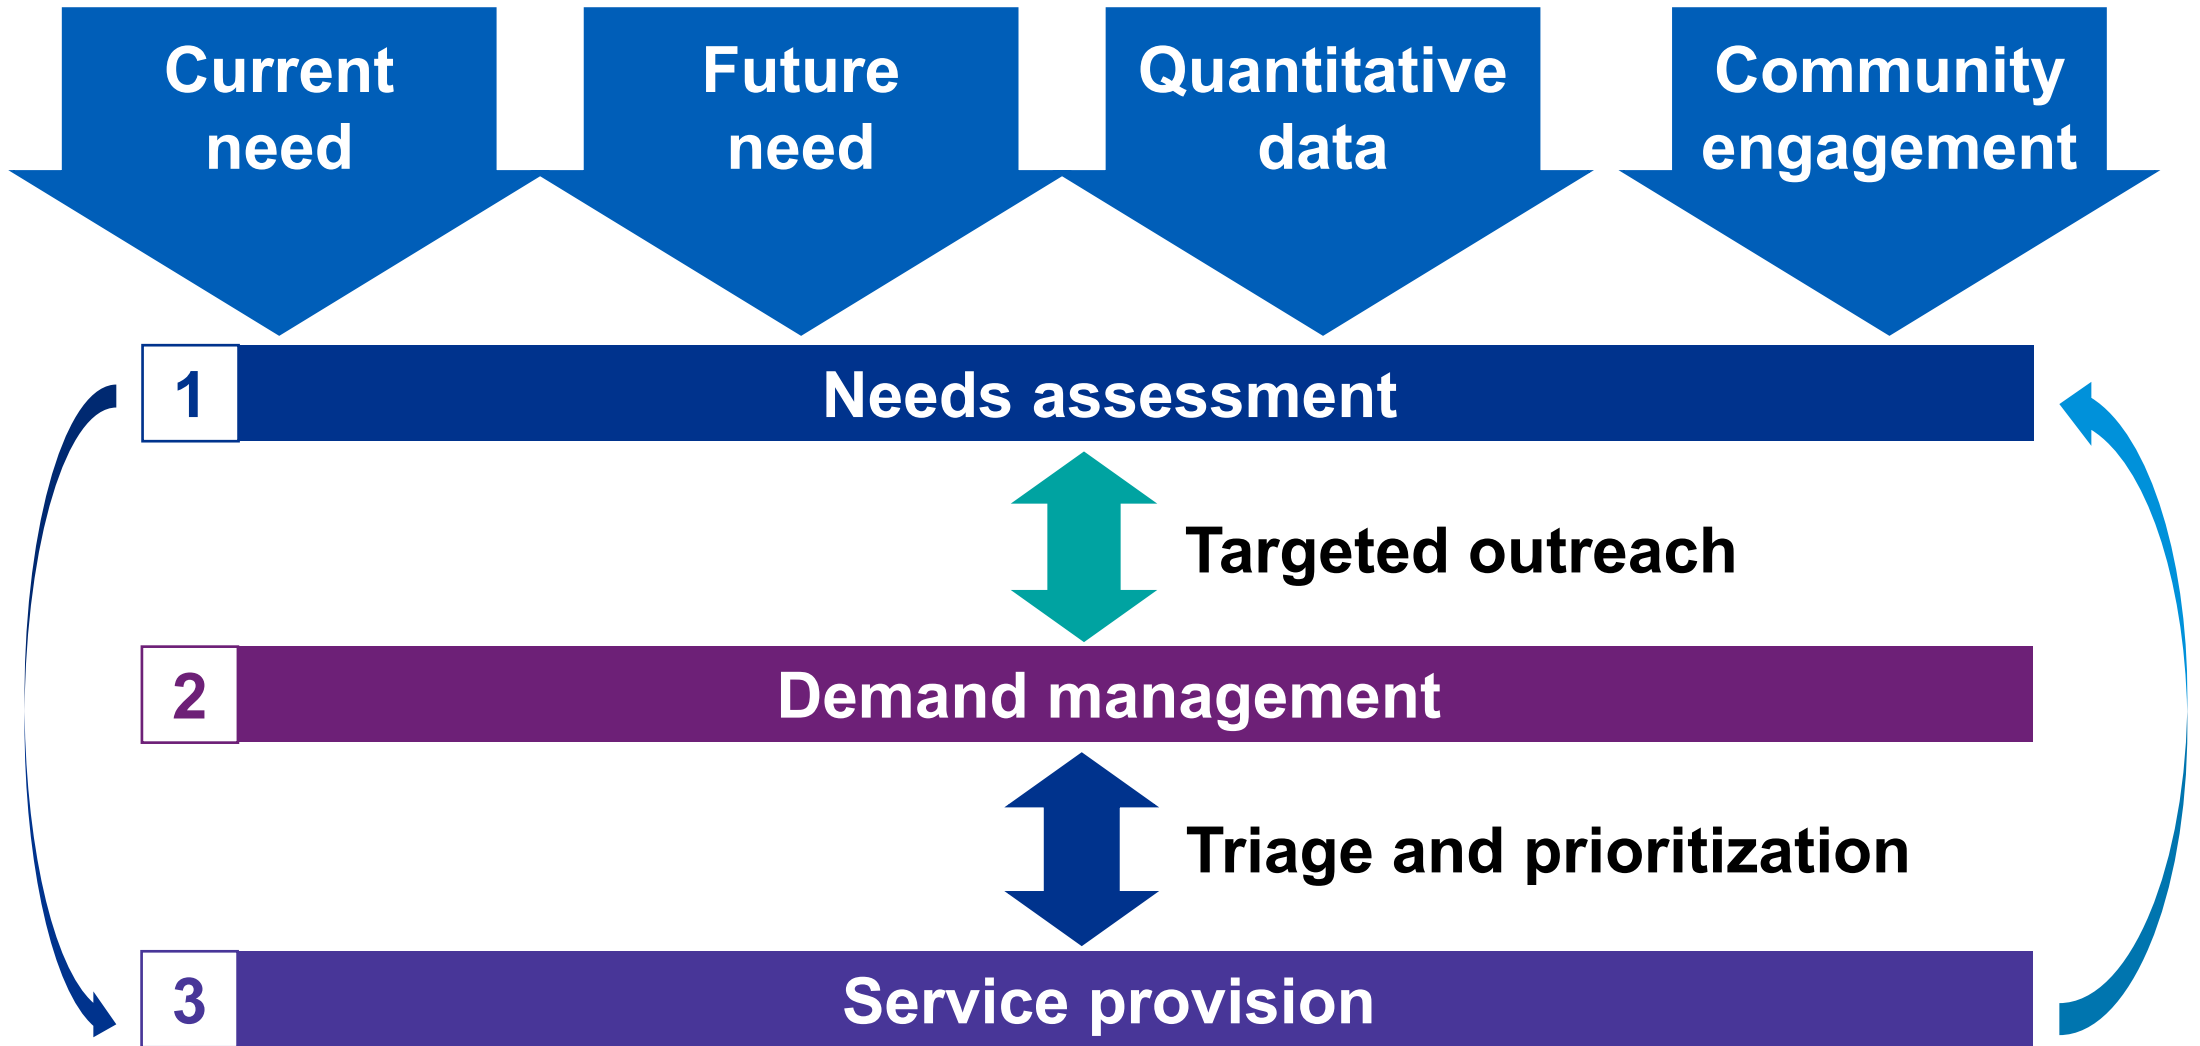 Current
need
Future
need
Quantitative
data
Community
engagement
1
Needs assessment
Targeted outreach
2
Demand management
Triage and prioritization
3
Service provision